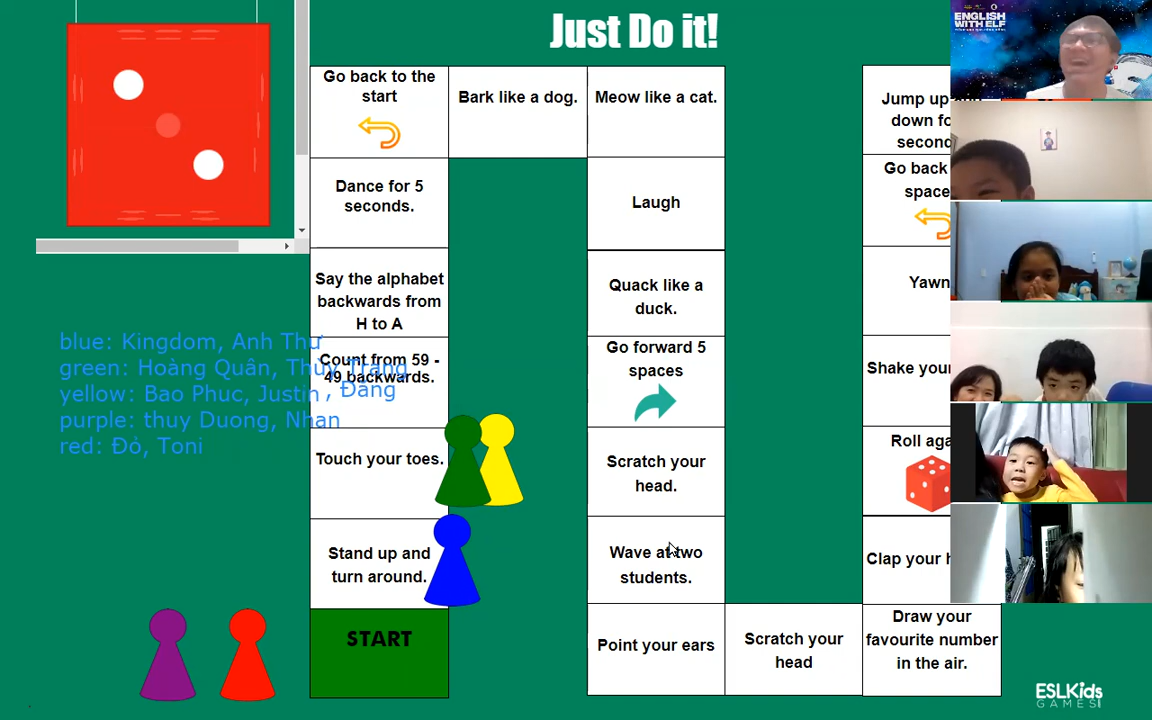 Just Do it!
ENGLISH
WITH ELF
Go back to the
start
Bark like a dog.
Meow like a cat.
Jump up and
down fo
second
Dance for 5
seconds.
Laugh
Go back
space
Say the alphabet
backwards from
H to A
Quack like a
duck.
Yawn
Count from 59 -
49 backwards.
Go forward 5
spaces
Shake your
blue: Kingdom, Anh Thư
green: Hoàng Quân, Thùy Trang
yellow: Bao Phuc, Justin , Đăng
purple: thuy Duong, Nhan
red: Đỏ, Toni
Touch your toes.
Scratch your
head.
Roll aga
Stand up and
turn around.
Wave at two
students.
Clap your h
START
Point your ears
Scratch your
head
Draw your
favourite number
in the air.
ESLKids
GAMES!